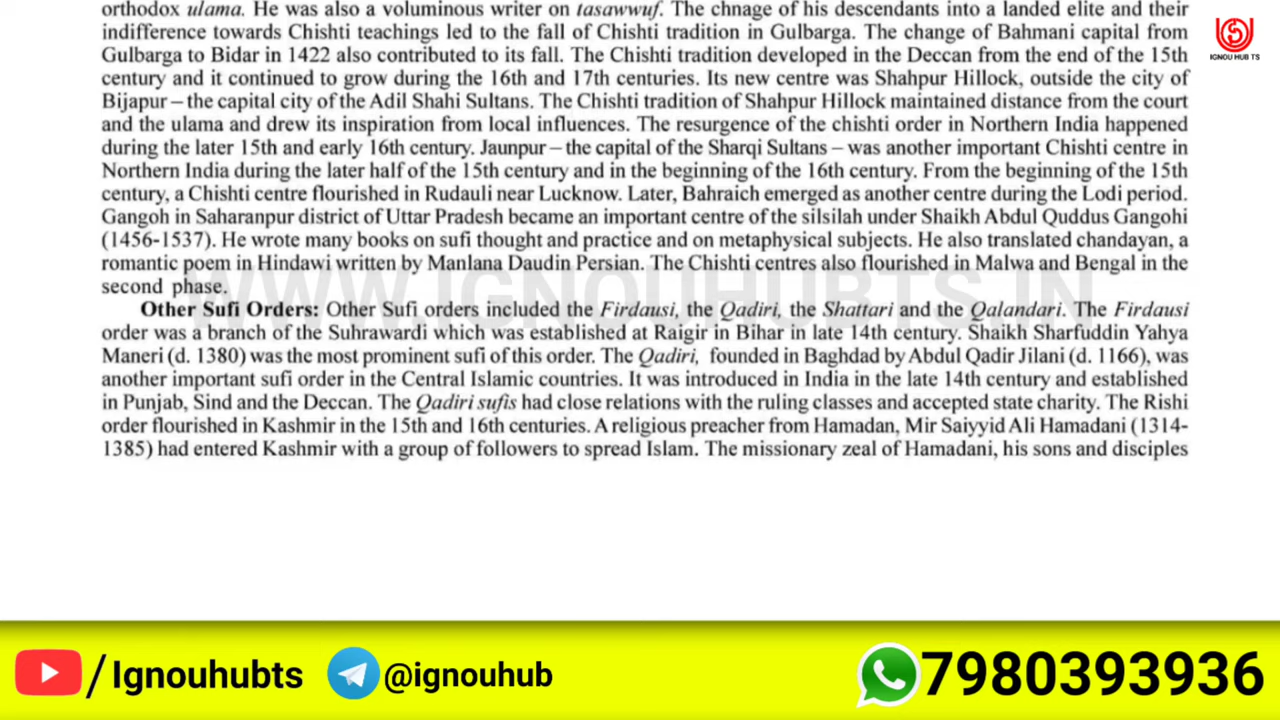 orthodox ulama. He was also a voluminous writer on tasawwuf. The chnage of his descendants into a landed elite and their
indifference towards Chishti teachings led to the fall of Chishti tradition in Gulbarga. The change of Bahmani capital from
Gulbarga to Bidar in 1422 also contributed to its fall. The Chishti tradition developed in the Deccan from the end of the 15th
century and it continued to grow during the 16th and 17th centuries. Its new centre was Shahpur Hillock, outside the city of
Bijapur – the capital city of the Adil Shahi Sultans. The Chishti tradition of Shahpur Hillock maintained distance from the court
and the ulama and drew its inspiration from local influences. The resurgence of the chishti order in Northern India happened
during the later 15th and early 16th century. Jaunpur – the capital of the Sharqi Sultans – was another important Chishti centre in
Northern India during the later half of the 15th century and in the beginning of the 16th century. From the beginning of the 15th
century, a Chishti centre flourished in Rudauli near Lucknow. Later, Bahraich emerged as another centre during the Lodi period.
Gangoh in Saharanpur district of Uttar Pradesh became an important centre of the silsilah under Shaikh Abdul Quddus Gangohi
(1456-1537). He wrote many books on sufi thought and practice and on metaphysical subjects. He also translated chandayan, a
romantic poem in Hindawi written by Manlana Daudin Persian. The Chishti centres also flourished in Malwa and Bengal in the
second phase.
Other Sufi Orders: Other Sufi orders included the Firdausi, the Qadiri, the Shattari and the Qalandari. The Firdausi
order was a branch of the Suhrawardi which was established at Raigir in Bihar in late 14th century. Shaikh Sharfuddin Yahya
Maneri (d. 1380) was the most prominent sufi of this order. The Qadiri, founded in Baghdad by Abdul Qadir Jilani (d. 1166), was
another important sufi order in the Central Islamic countries. It was introduced in India in the late 14th century and established
in Punjab, Sind and the Deccan. The Qadiri sufis had close relations with the ruling classes and accepted state charity. The Rishi
order flourished in Kashmir in the 15th and 16th centuries. A religious preacher from Hamadan, Mir Saiyyid Ali Hamadani (1314-
1385) had entered Kashmir with a group of followers to spread Islam. The missionary zeal of Hamadani, his sons and disciples
WWW.IGNOUHUBTS.IN
IGNOU HUB TS
/Ignouhubts
@ignouhub
7980393936